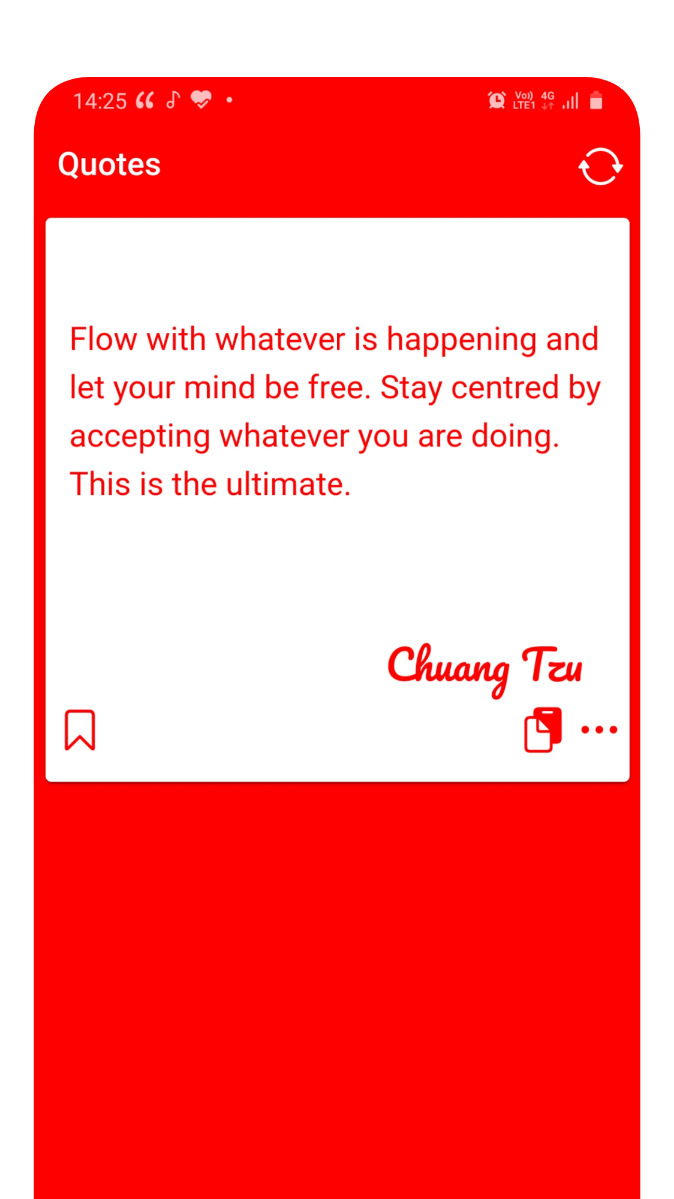 14:25
Vo)) 4G
LTE1
Quotes
Flow with whatever is happening and
let your mind be free. Stay centred by
accepting whatever you are doing.
This is the ultimate.
Chuang Tzu